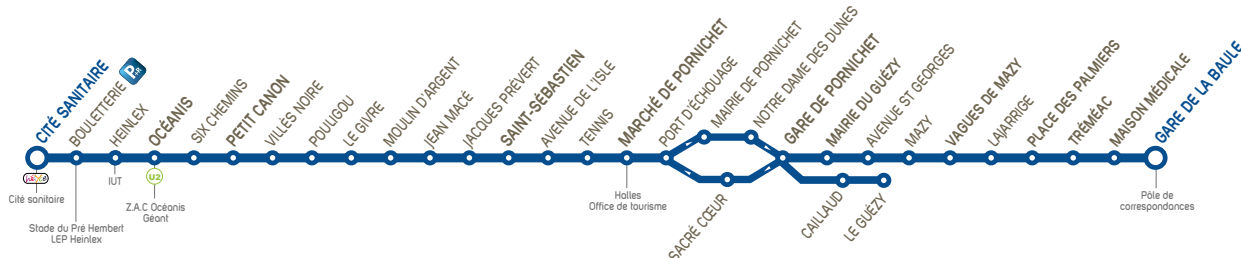 CITÉ SANITAIRE
BOULETTERIE
P+R
HEINLEX
OCÉANIS
SIX CHEMINS
PETIT CANON
VILLÈS NOIRE
POULIGOU
LE GIVRE
MOULIN D'ARGENT
JEAN MACÉ
JACQUES PRÉVERT
SAINT-SÉBASTIEN
AVENUE DE L'ISLE
TENNIS
MARCHÉ DE PORNICHET
PORT D'ÉCHOUAGE
MAIRIE DE PORNICHET
NOTRE DAME DES DUNES
GARE DE PORNICHET
MAIRIE DU GUÉZY
AVENUE ST GEORGES
MAZY
VAGUES DE MAZY
LAJARRIGE
PLACE DES PALMIERS
TRÉMÉAC
MAISON MÉDICALE
GARE DE LA BAULE
SACRÉ CŒUR
CAILLAUD
LE GUÉZY
hélYcé
Cité sanitaire
Stade du Pré Hembert
LEP Heinlex
IUT
U2
Z.A.C Océanis
Géant
Halles
Office de tourisme
Pôle de
correspondances